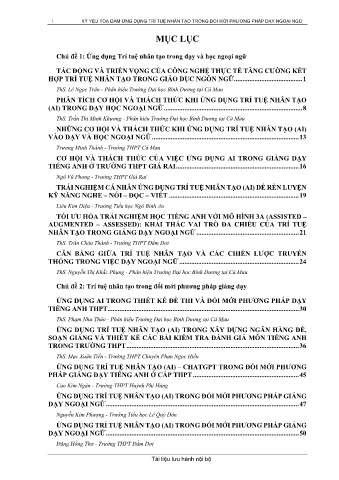 i KỶ YẾU TỌA ĐÀM ỨNG DỤNG TRÍ TUỆ NHÂN TẠO TRONG ĐỔI MỚI PHƯƠNG PHÁP DẠY NGOẠI NGỮ
MỤC LỤC
Chủ đề 1: Ứng dụng Trí tuệ nhân tạo trong dạy và học ngoại ngữ
TÁC ĐỘNG VÀ TRIỂN VỌNG CỦA CÔNG NGHỆ THỰC TẾ TĂNG CƯỜNG KẾT
HỢP TRÍ TUỆ NHÂN TẠO TRONG GIÁO DỤC NGÔN NGỮ ... 1
ThS. Lê Ngọc Trân - Phân hiệu Trường Đại học Bình Dương tại Cà Mau
PHÂN TÍCH CƠ HỘI VÀ THÁCH THỨC KHI ỨNG DỤNG TRÍ TUỆ NHÂN TẠO
(AI) TRONG DẠY HỌC NGOẠI NGỮ ... 8
ThS. Trần Thị Minh Khương - Phân hiệu Trường Đại học Bình Dương tại Cà Mau
NHỮNG CƠ HỘI VÀ THÁCH THỨC KHI ỨNG DỤNG TRÍ TUỆ NHÂN TẠO (AI)
VÀO DẠY VÀ HỌC NGOẠI NGỮ ... 13
Trương Minh Thành - Trường THPT Cà Mau
CƠ HỘI VÀ THÁCH THỨC CỦA VIỆC ỨNG DỤNG AI TRONG GIẢNG DẠY
TIẾNG ANH Ở TRƯỜNG THPT GIÁ RAI ... 16
Ngô Vũ Phong - Trường THPT Giá Rai
TRẢI NGHIỆM CÁ NHÂN ỨNG DỤNG TRÍ TUỆ NHÂN TẠO (AI) ĐỂ RÈN LUYỆN
KỸ NĂNG NGHE – NÓI – ĐỌC – VIẾT ... 19
Liêu Kim Diệu - Trường Tiểu học Ngô Bình An
TỐI ƯU HÓA TRẢI NGHIỆM HỌC TIẾNG ANH VỚI MÔ HÌNH 3A (ASSISTED –
AUGMENTED – ASSESSED): KHAI THÁC VAI TRÒ ĐA CHIỀU CỦA TRÍ TUỆ
NHÂN TẠO TRONG GIẢNG DẠY NGOẠI NGỮ ... 21
ThS. Trần Châu Thành - Trường THPT Đầm Dơi
CÂN BẰNG GIỮA TRÍ TUỆ NHÂN TẠO VÀ CÁC CHIẾN LƯỢC TRUYỀN
THỐNG TRONG VIỆC DẠY NGOẠI NGỮ ... 24
ThS. Nguyễn Thị Khắc Phụng - Phân hiệu Trường Đại học Bình Dương tại Cà Mau
Chủ đề 2: Trí tuệ nhân tạo trong đổi mới phương pháp giảng dạy
ỨNG DỤNG AI TRONG THIẾT KẾ ĐỀ THI VÀ ĐỔI MỚI PHƯƠNG PHÁP DẠY
TIẾNG ANH THPT ... 30
ThS. Phạm Như Thảo - Phân hiệu Trường Đại học Bình Dương tại Cà Mau
ỨNG DỤNG TRÍ TUỆ NHÂN TẠO (AI) TRONG XÂY DỰNG NGÂN HÀNG ĐỀ,
SOẠN GIẢNG VÀ THIẾT KẾ CÁC BÀI KIỂM TRA ĐÁNH GIÁ MÔN TIẾNG ANH
TRONG TRƯỜNG THPT ... 36
ThS. Mạc Xuân Tiễn - Trường THPT Chuyên Phan Ngọc Hiển
ỨNG DỤNG TRÍ TUỆ NHÂN TẠO (AI) – CHATGPT TRONG ĐỔI MỚI PHƯƠNG
PHÁP GIẢNG DẠY TIẾNG ANH Ở CẤP THPT ... 45
Cao Kim Ngân - Trường THPT Huỳnh Phi Hùng
ỨNG DỤNG TRÍ TUỆ NHÂN TẠO (AI) TRONG ĐỔI MỚI PHƯƠNG PHÁP GIẢNG
DẠY NGOẠI NGỮ ... 47
Nguyễn Kim Phượng - Trường Tiểu học Lê Quý Đôn
ỨNG DỤNG TRÍ TUỆ NHÂN TẠO (AI) TRONG ĐỔI MỚI PHƯƠNG PHÁP GIẢNG
DẠY NGOẠI NGỮ ... 50
Đặng Hồng Thơ - Trường THPT Đầm Dơi
Tài liệu lưu hành nội bộ